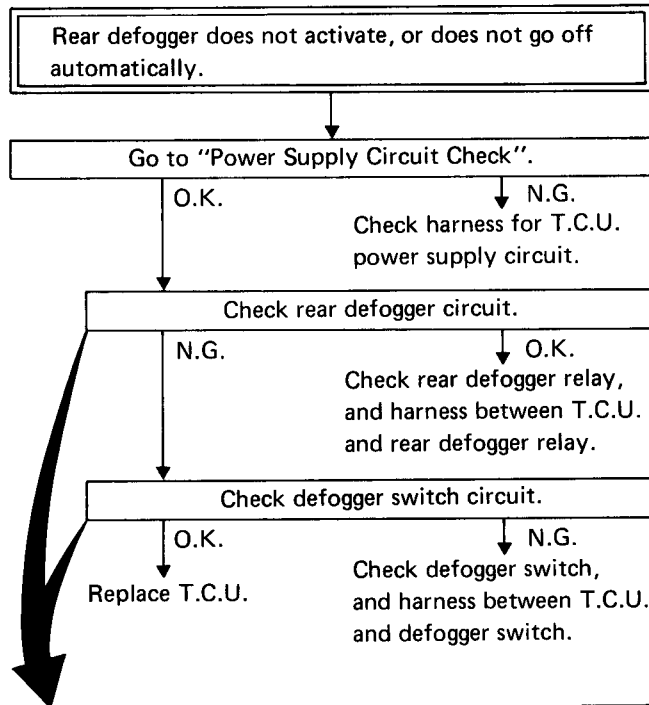 Rear defogger does not activate, or does not go off
automatically.
Go to "Power Supply Circuit Check".
O.K.
N.G.
Check harness for T.C.U.
power supply circuit.
Check rear defogger circuit.
N.G.
O.K.
Check rear defogger relay,
and harness between T.C.U.
and rear defogger relay.
Check defogger switch circuit.
O.K.
Replace T.C.U.
N.G.
Check defogger switch,
and harness between T.C.U.
and defogger switch.